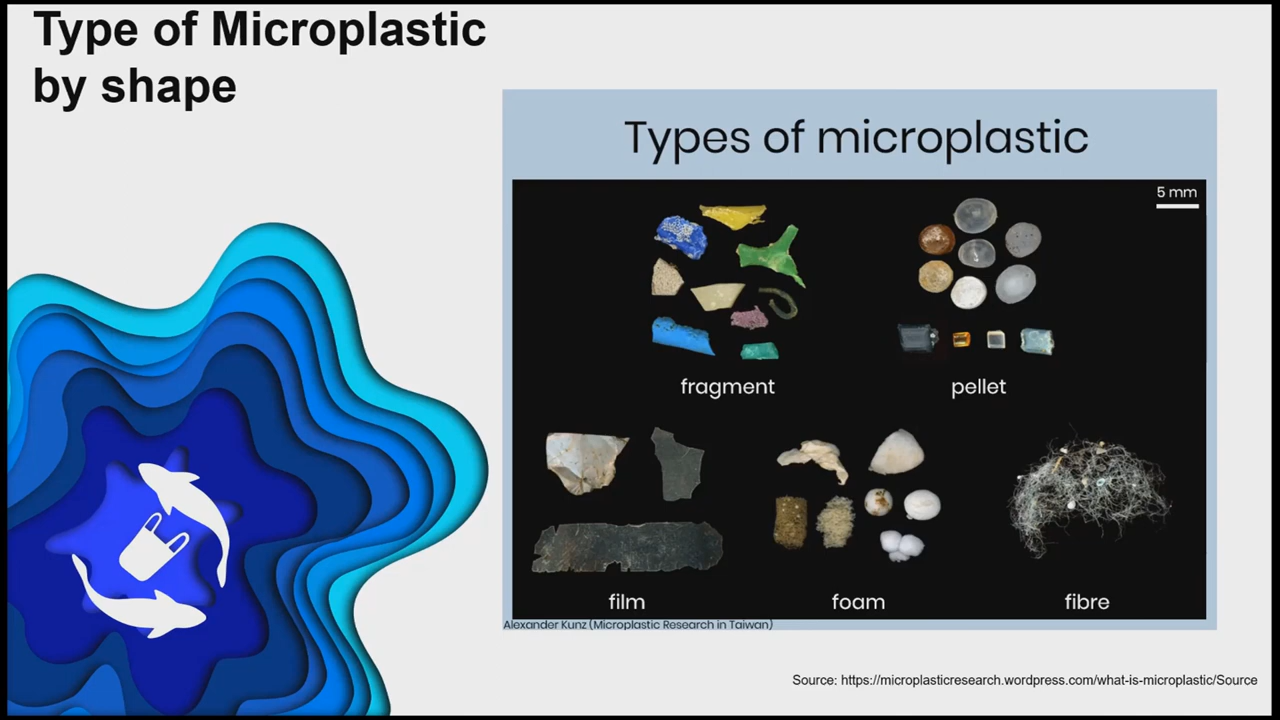 Type of Microplastic
by shape
Types of microplastic
5 mm
fragment
pellet
film
foam
fibre
Alexander Kunz (Microplastic Research in Taiwan)
Source: https://microplasticresearch.wordpress.com/what-is-microplastic/Source